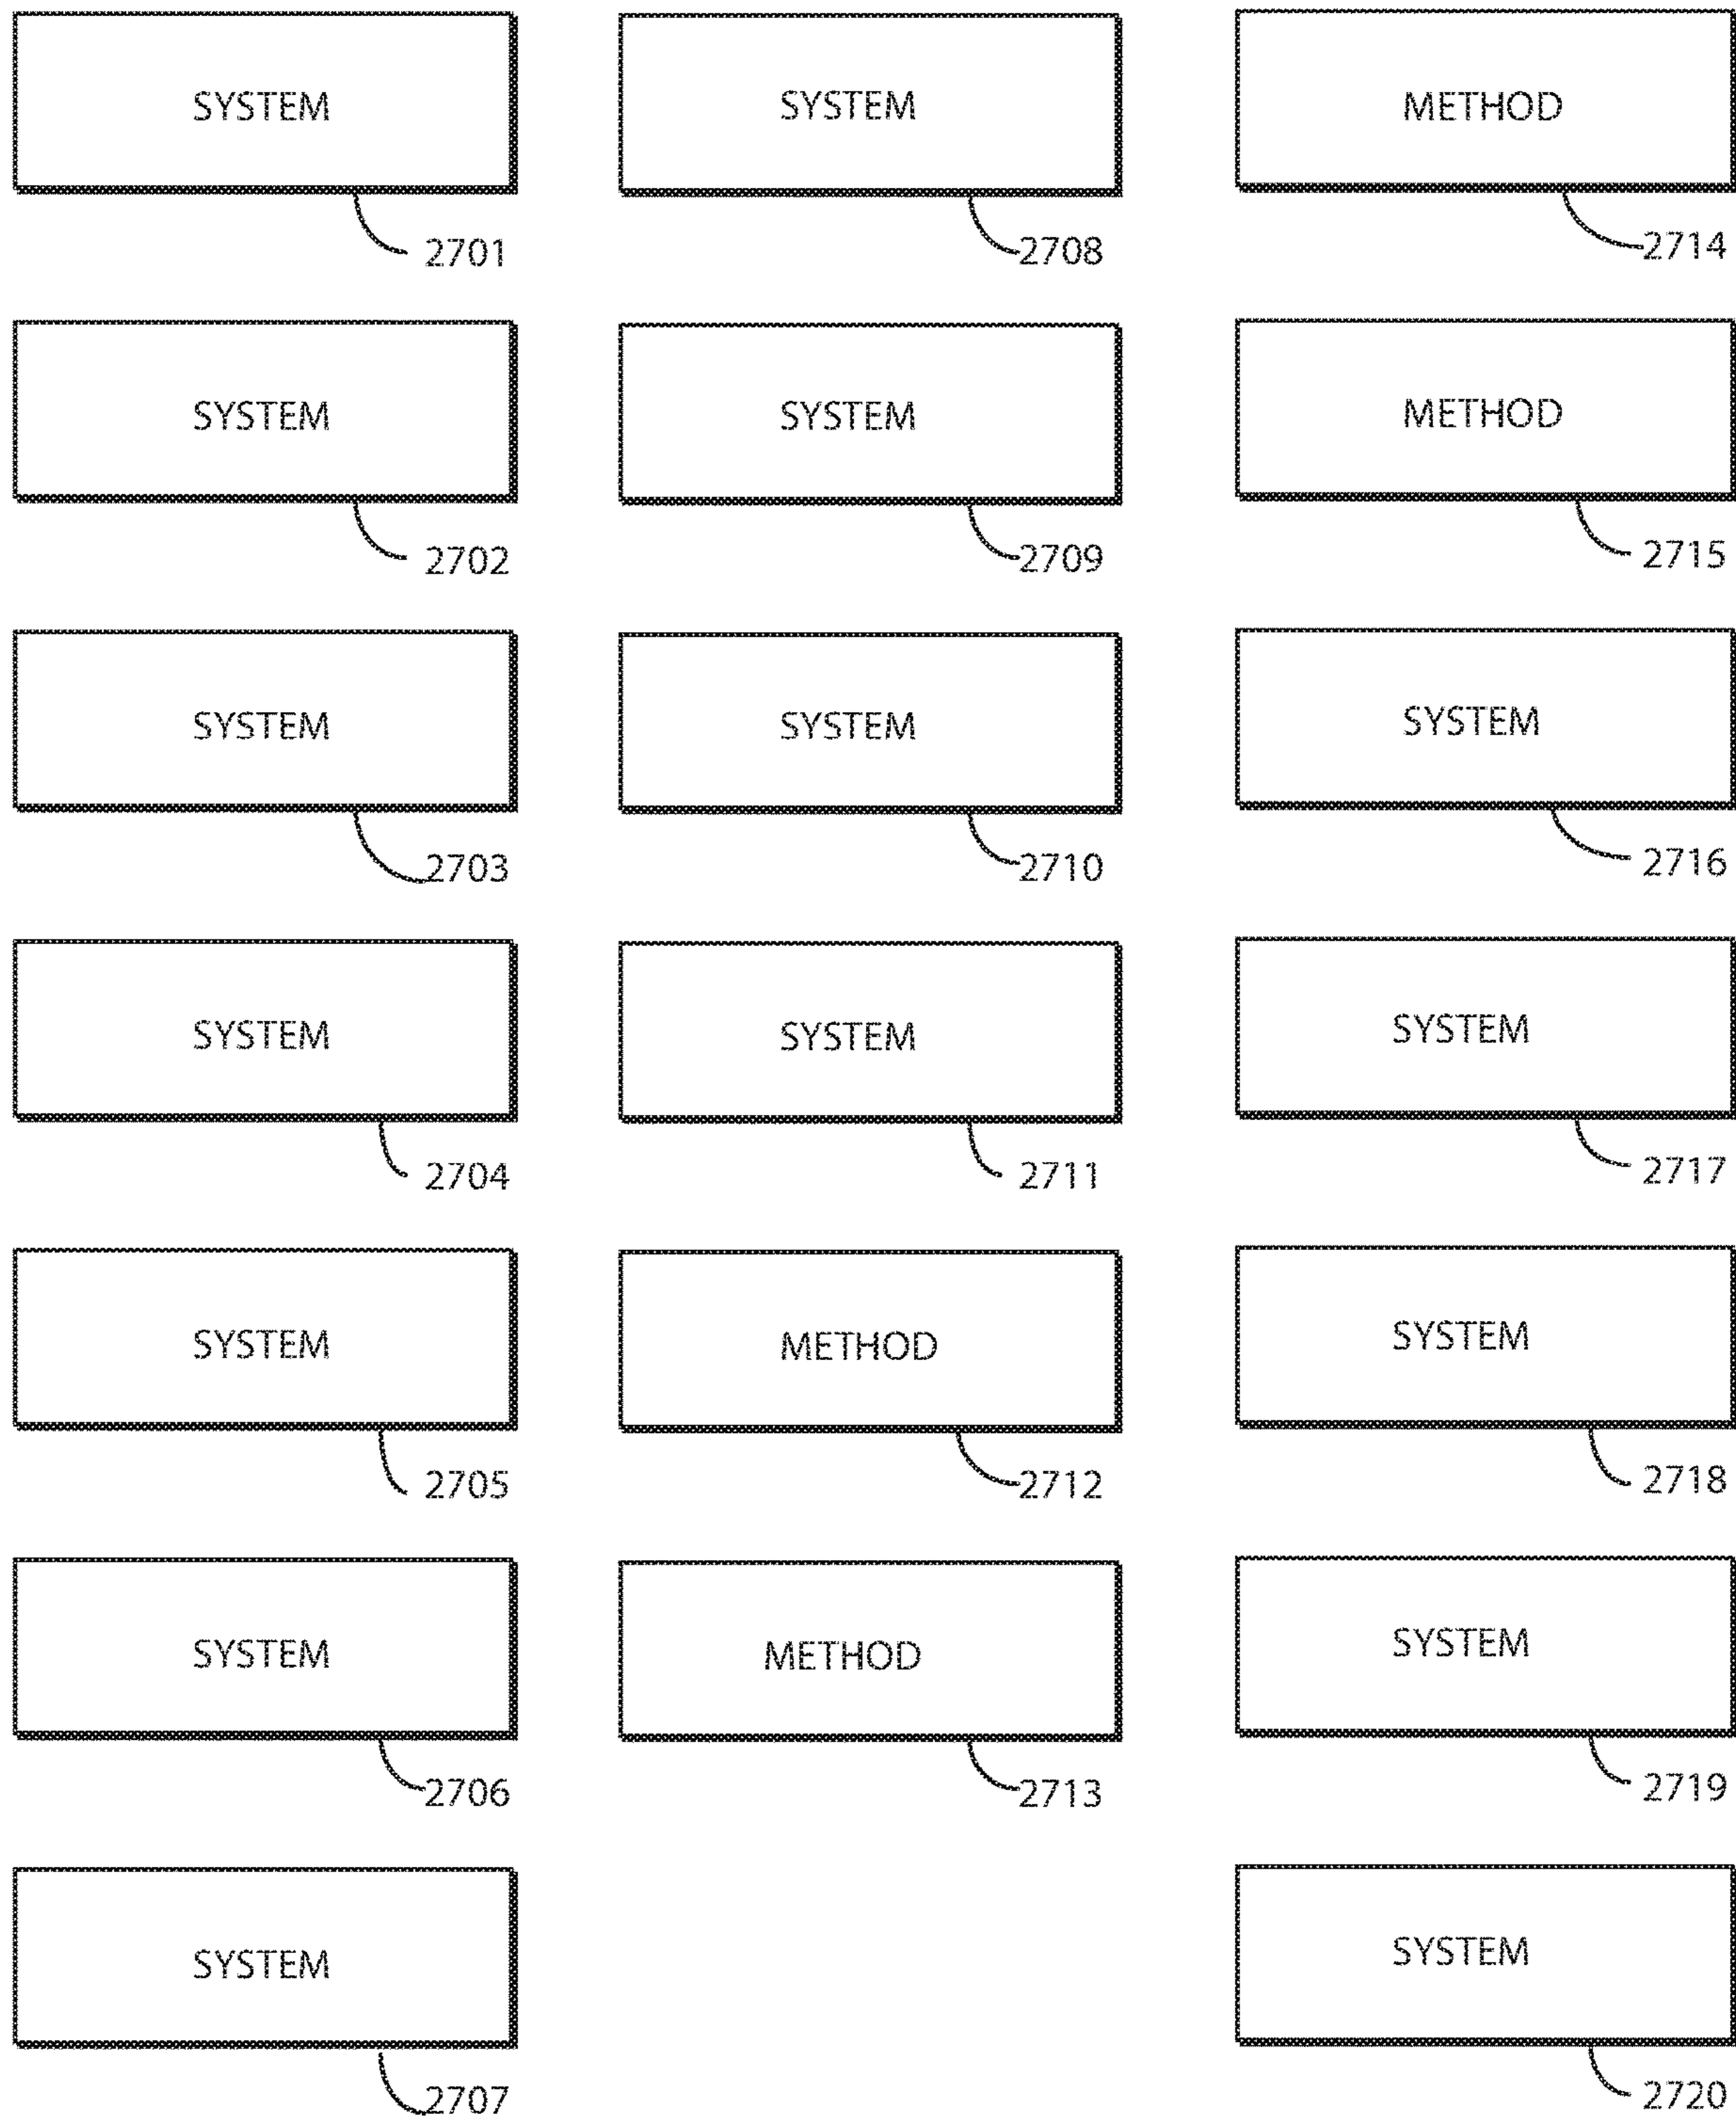 SYSTEM
2701
SYSTEM
2702
SYSTEM
2703
SYSTEM
2704
SYSTEM
2705
SYSTEM
2706
SYSTEM
2707
SYSTEM
2708
SYSTEM
2709
SYSTEM
2710
SYSTEM
2711
METHOD
2712
METHOD
2713
METHOD
2714
METHOD
2715
SYSTEM
2716
SYSTEM
2717
SYSTEM
2718
SYSTEM
2719
SYSTEM
2720